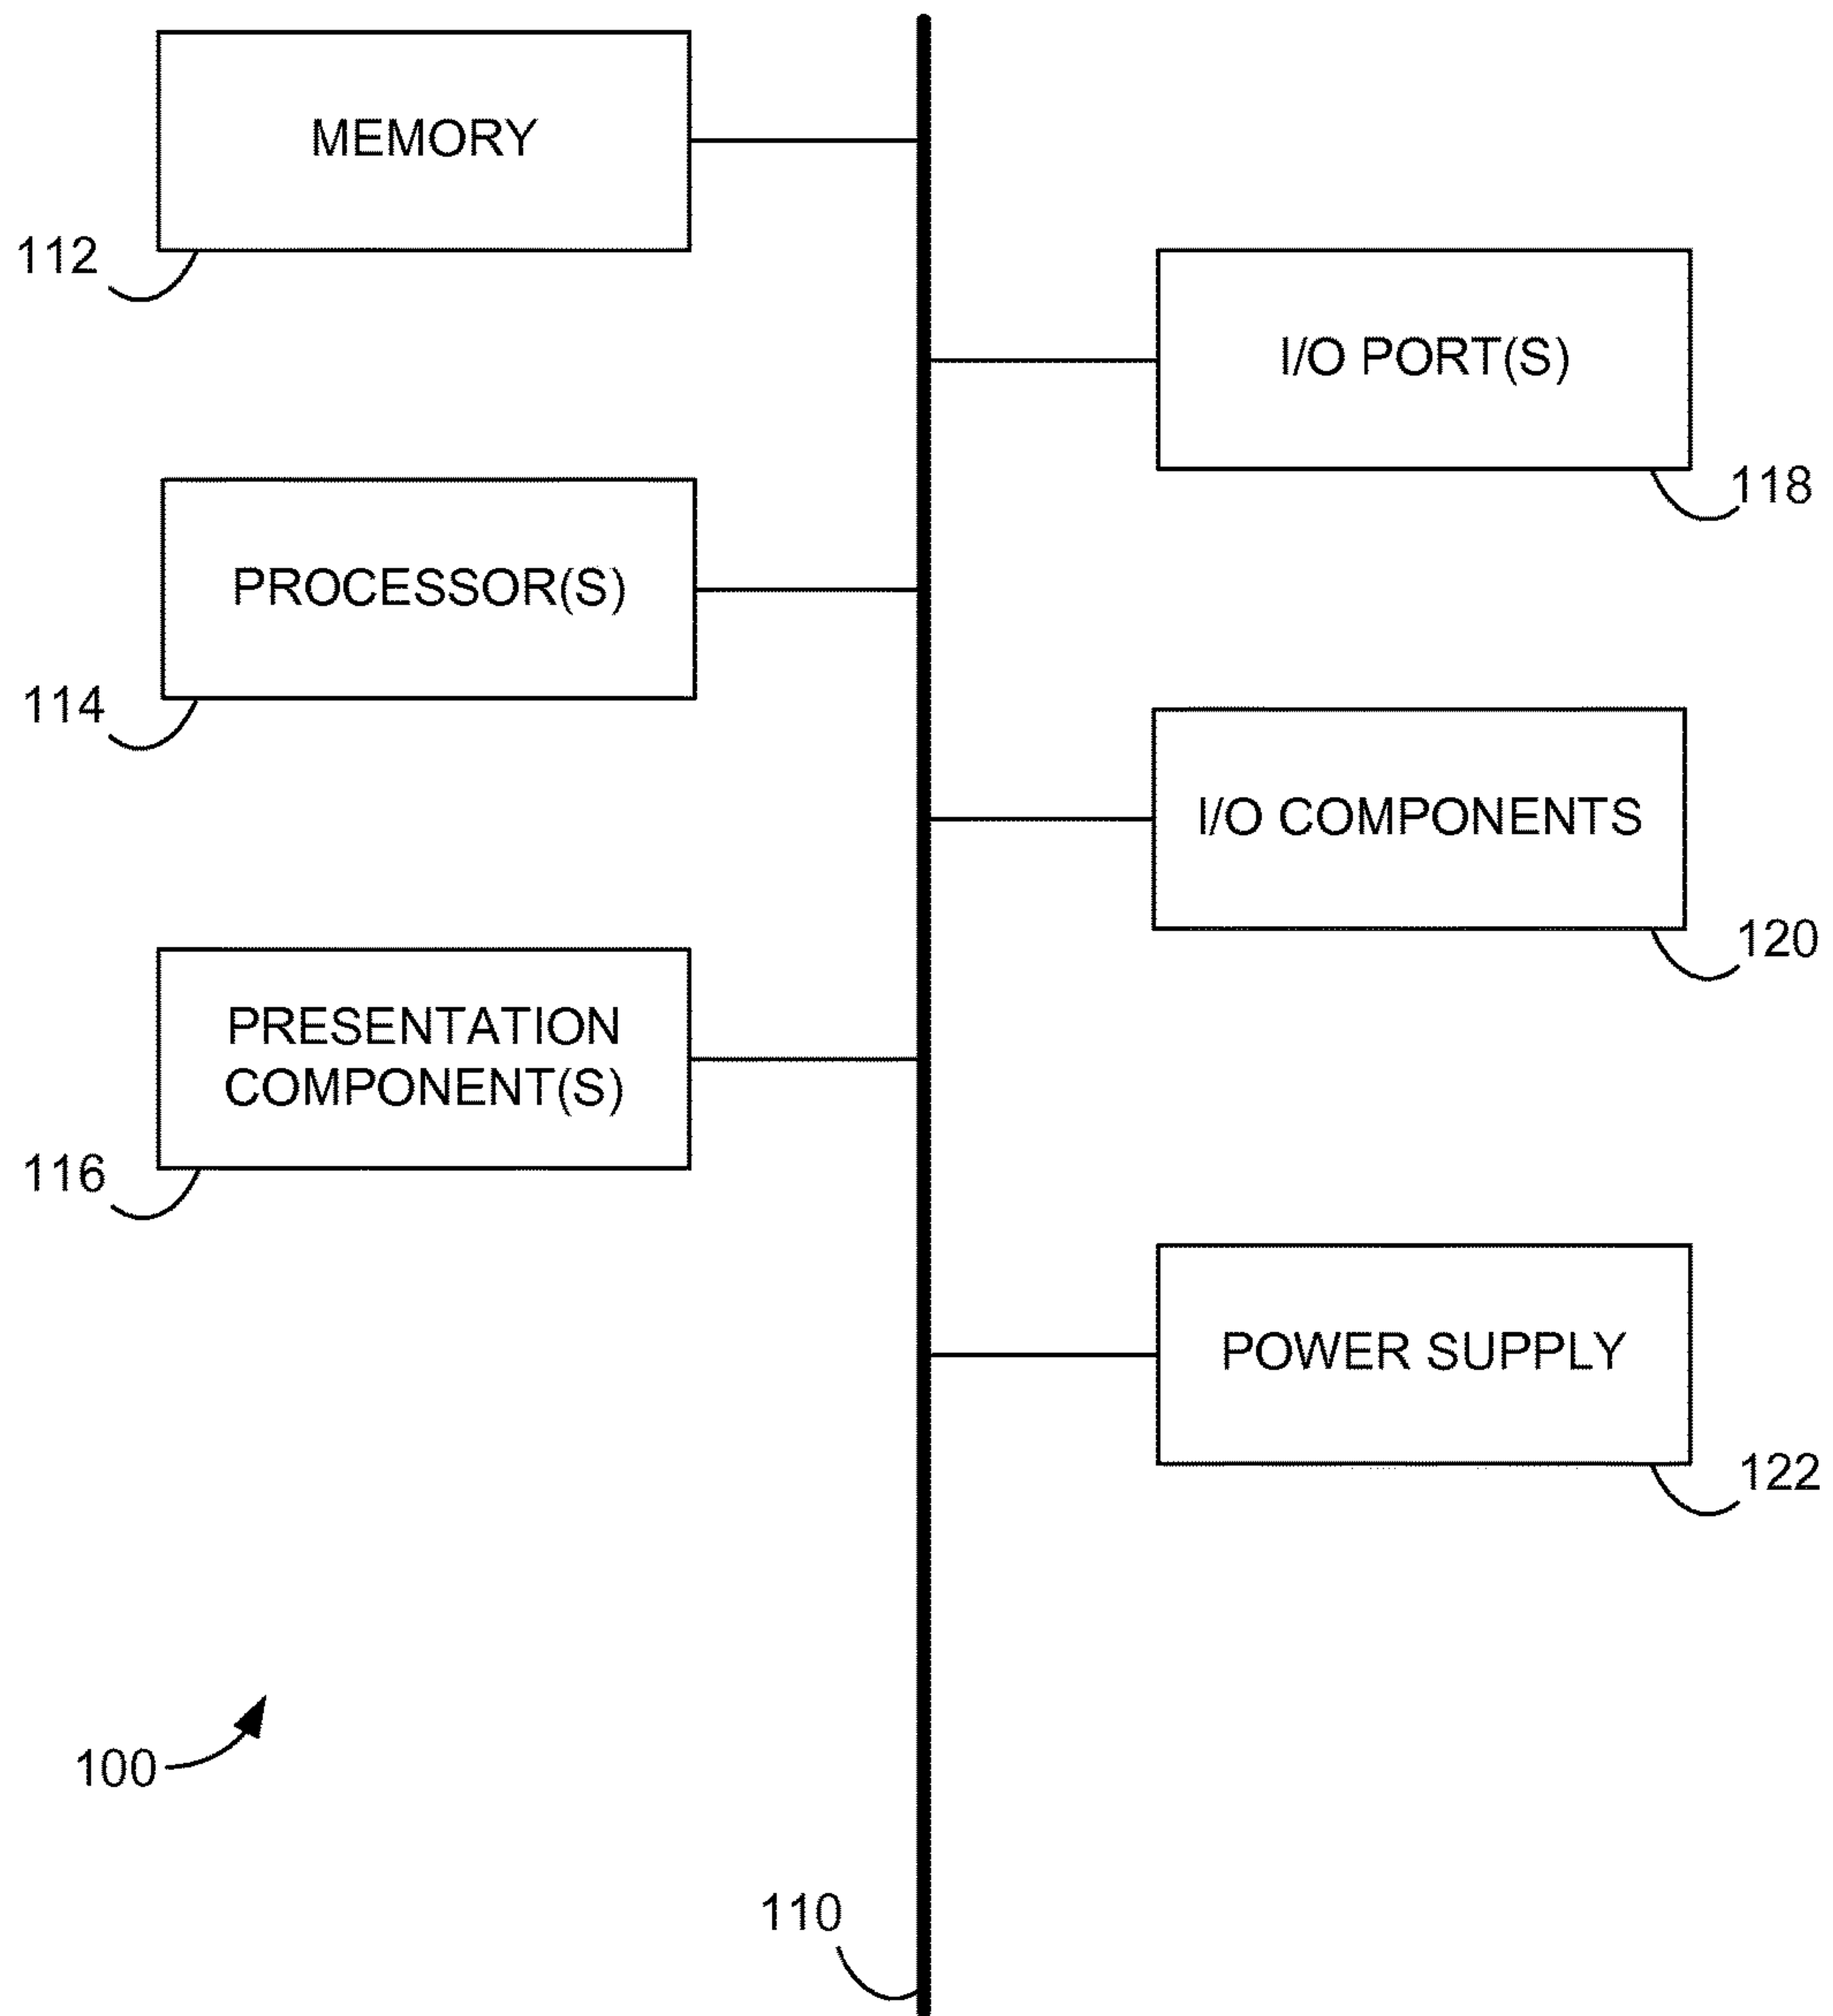 MEMORY
112
I/O PORT(S)
118
PROCESSOR(S)
114
I/O COMPONENTS
120
PRESENTATION
COMPONENT(S)
116
POWER SUPPLY
122
100
110